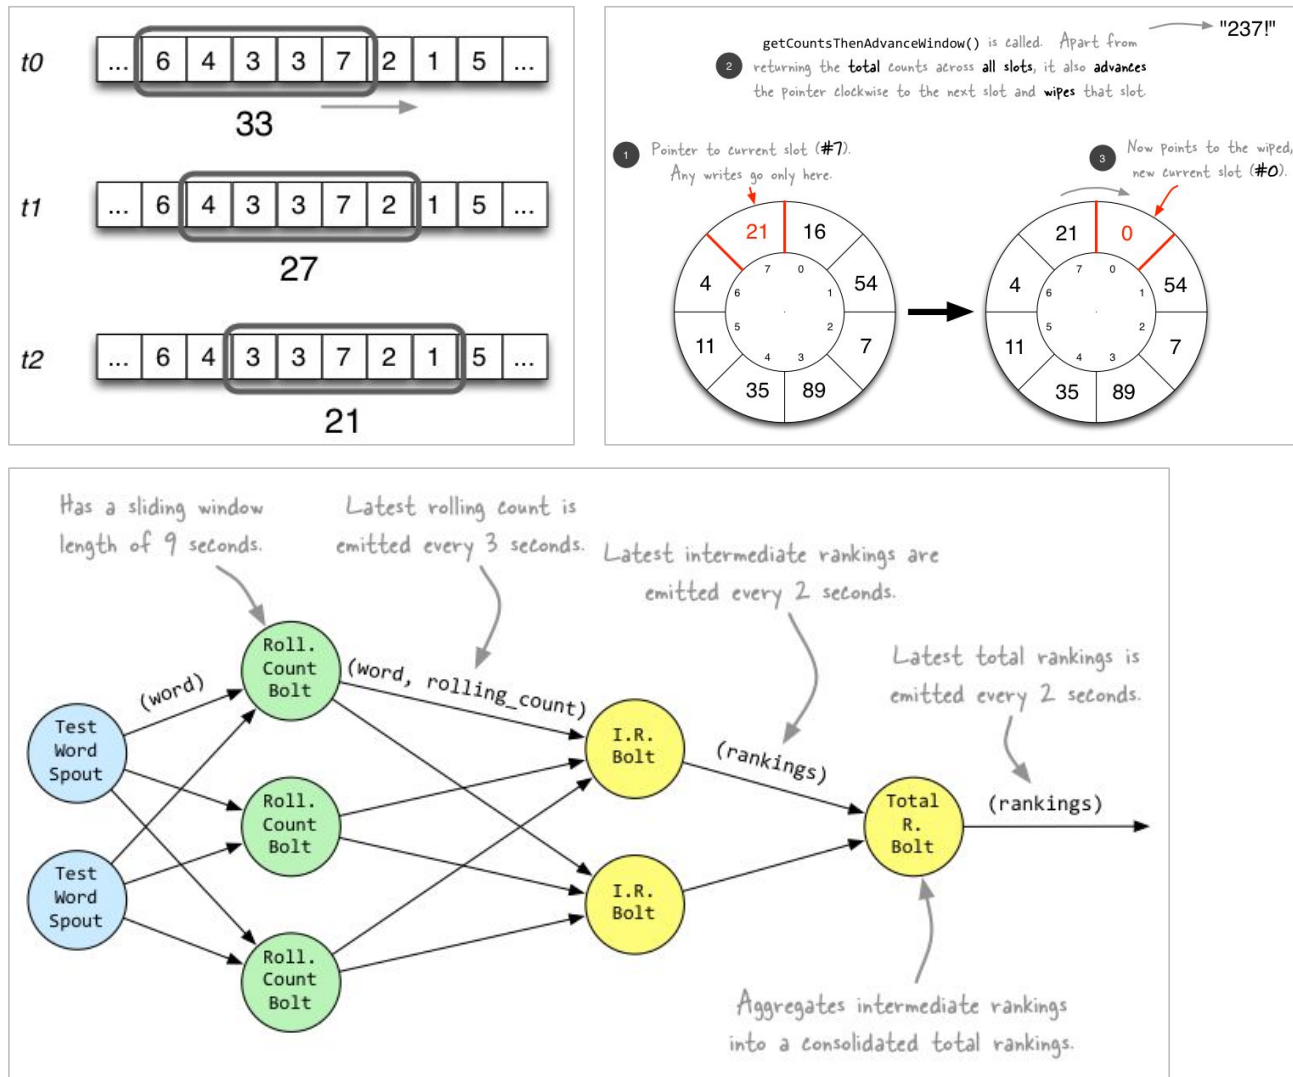 t0
... 6 4 3 3 7 2 1 5 ...
33
t1
... 6 4 3 3 7 2 1 5 ...
27
t2
... 6 4 3 3 7 2 1 5 ...
21
"237!"
2
getCountsThenAdvanceWindow() is called. Apart from
returning the total counts across all slots, it also advances
the pointer clockwise to the next slot and wipes that slot.
1
Pointer to current slot (#7).
Any writes go only here.
3
Now points to the wiped,
new current slot (#0).
21 16
7 0
4 54
6 1
5 2
11 7
4 3
35 89
21 0
7 0
4 54
6 1
5 2
11 7
4 3
35 89
Has a sliding window
length of 9 seconds.
Latest rolling count is
emitted every 3 seconds.
Latest intermediate rankings are
emitted every 2 seconds.
Latest total rankings is
emitted every 2 seconds.
Test
Word
Spout
Test
Word
Spout
(word)
Roll.
Count
Bolt
Roll.
Count
Bolt
Roll.
Count
Bolt
(word, rolling_count)
I.R.
Bolt
I.R.
Bolt
(rankings)
Total
R.
Bolt
(rankings)
Aggregates intermediate rankings
into a consolidated total rankings.